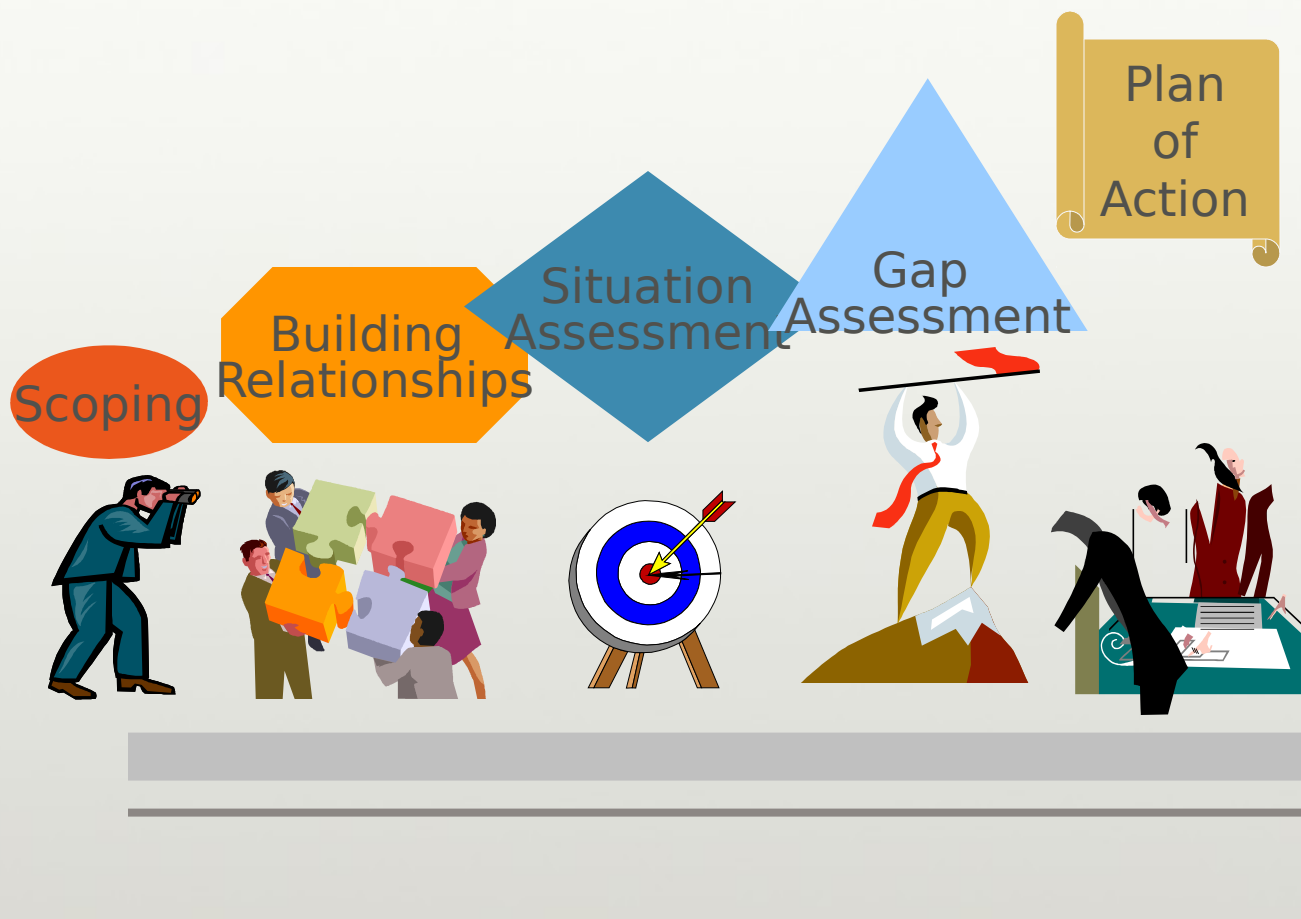 Scoping
Building
Relationships
Situation
Assessment
Gap
Assessment
Plan
of
Action